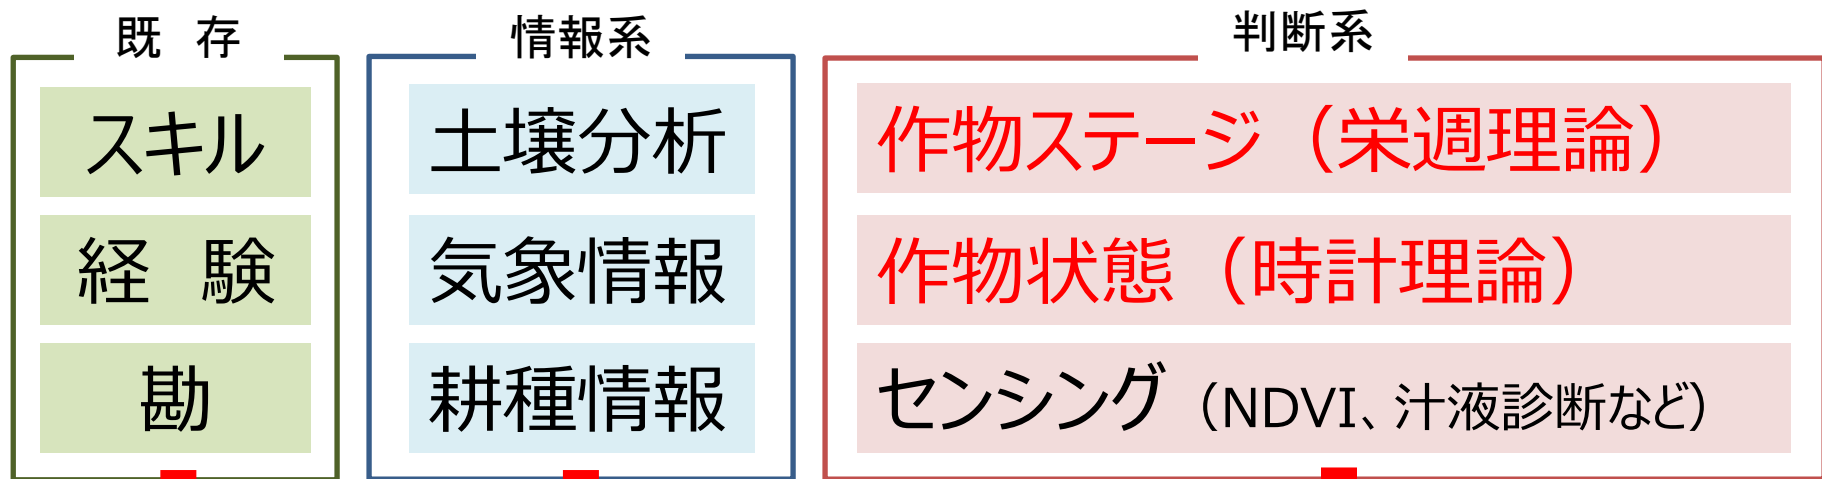 既 存
スキル
経 験
勘
情報系
土壌分析
気象情報
耕種情報
判断系
作物ステージ（栄週理論）
作物状態（時計理論）
センシング（NDVI、汁液診断など）